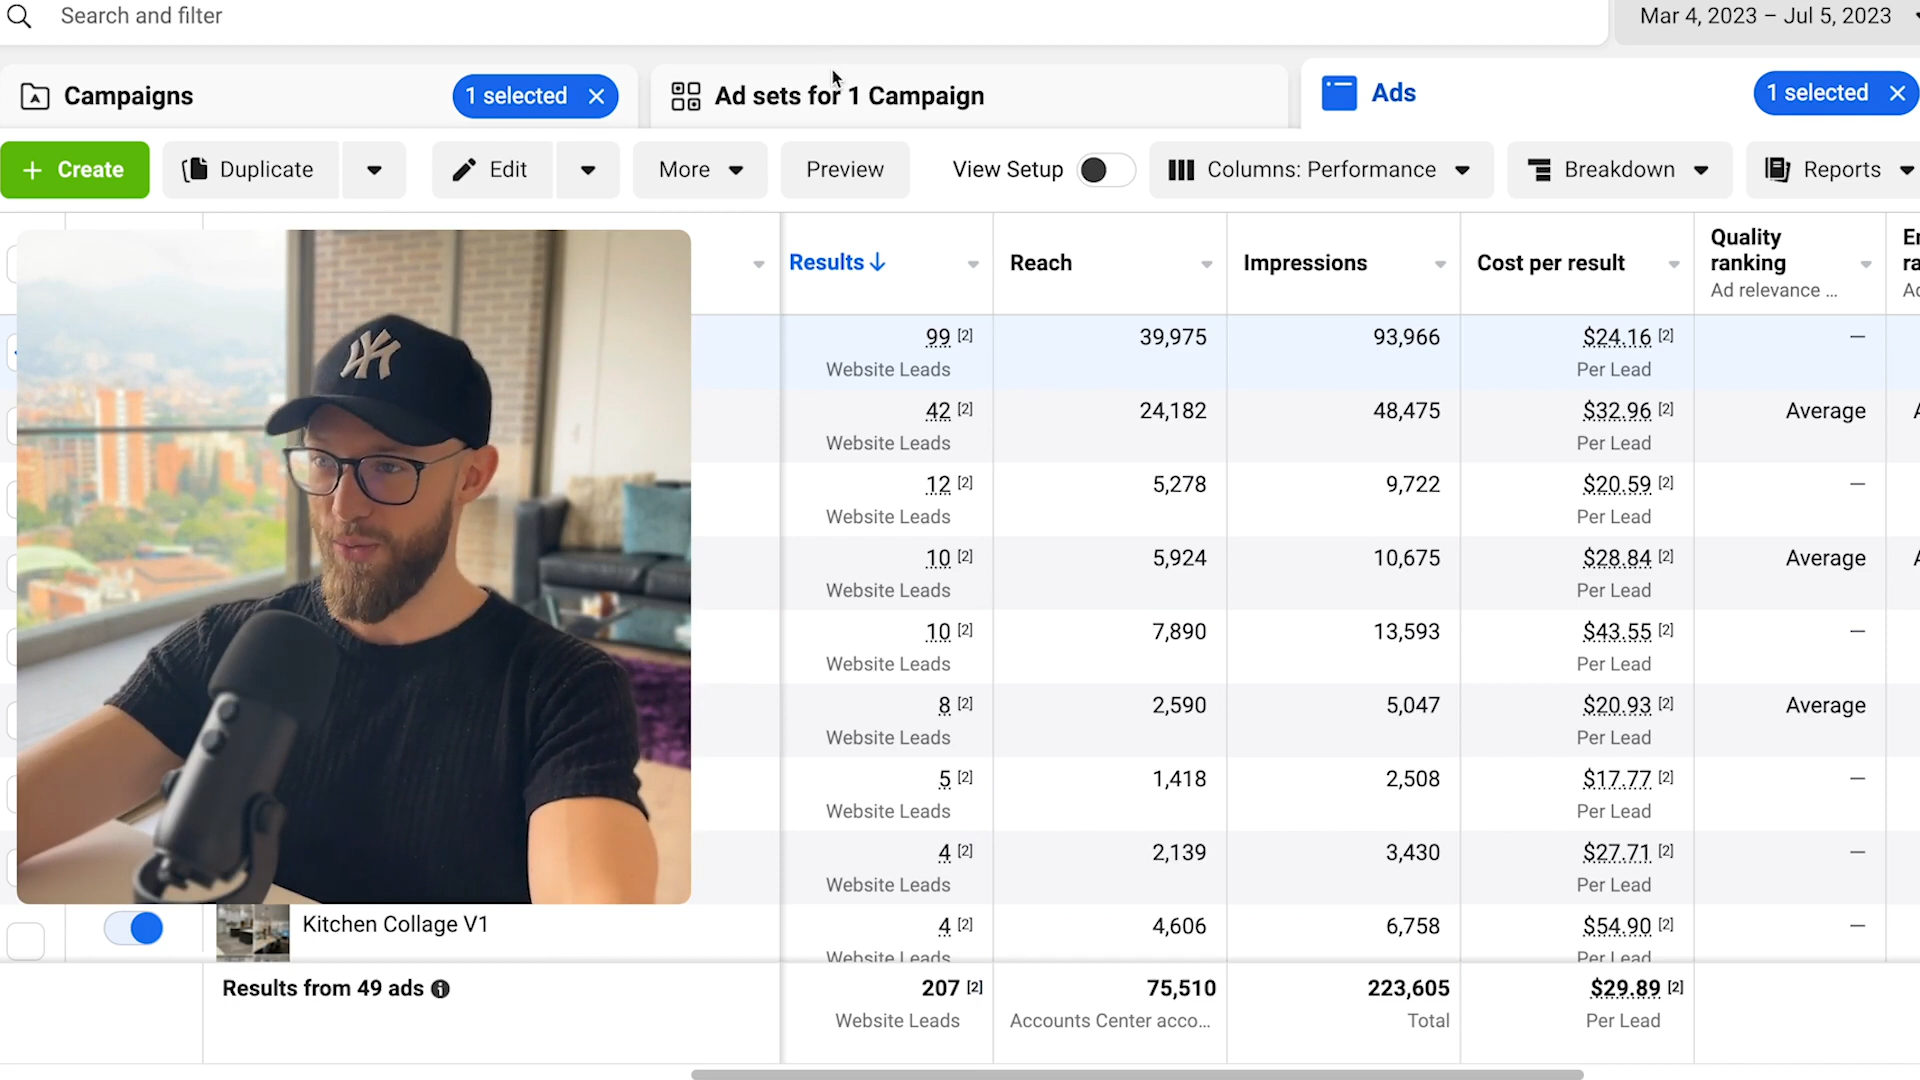 Search and filter
Mar 4, 2023 – Jul 5, 2023
Campaigns
1 selected
Ad sets for 1 Campaign
Ads
1 selected
Create
Duplicate
Edit
More
Preview
View Setup
Columns: Performance
Breakdown
Reports
Results
Reach
Impressions
Cost per result
Quality
ranking
Ad relevance ...
99 [2] 39,975 93,966 $24.16 [2] —
Website Leads Per Lead
42 [2] 24,182 48,475 $32.96 [2] Average
Website Leads Per Lead
12 [2] 5,278 9,722 $20.59 [2] —
Website Leads Per Lead
10 [2] 5,924 10,675 $28.84 [2] Average
Website Leads Per Lead
10 [2] 7,890 13,593 $43.55 [2] —
Website Leads Per Lead
8 [2] 2,590 5,047 $20.93 [2] Average
Website Leads Per Lead
5 [2] 1,418 2,508 $17.77 [2] —
Website Leads Per Lead
4 [2] 2,139 3,430 $27.71 [2] —
Website Leads Per Lead
Kitchen Collage V1 4 [2] 4,606 6,758 $54.90 [2] —
Website Leads Per Lead
Results from 49 ads 207 [2] 75,510 223,605 $29.89 [2]
Website Leads Accounts Center acco... Total Per Lead
NY